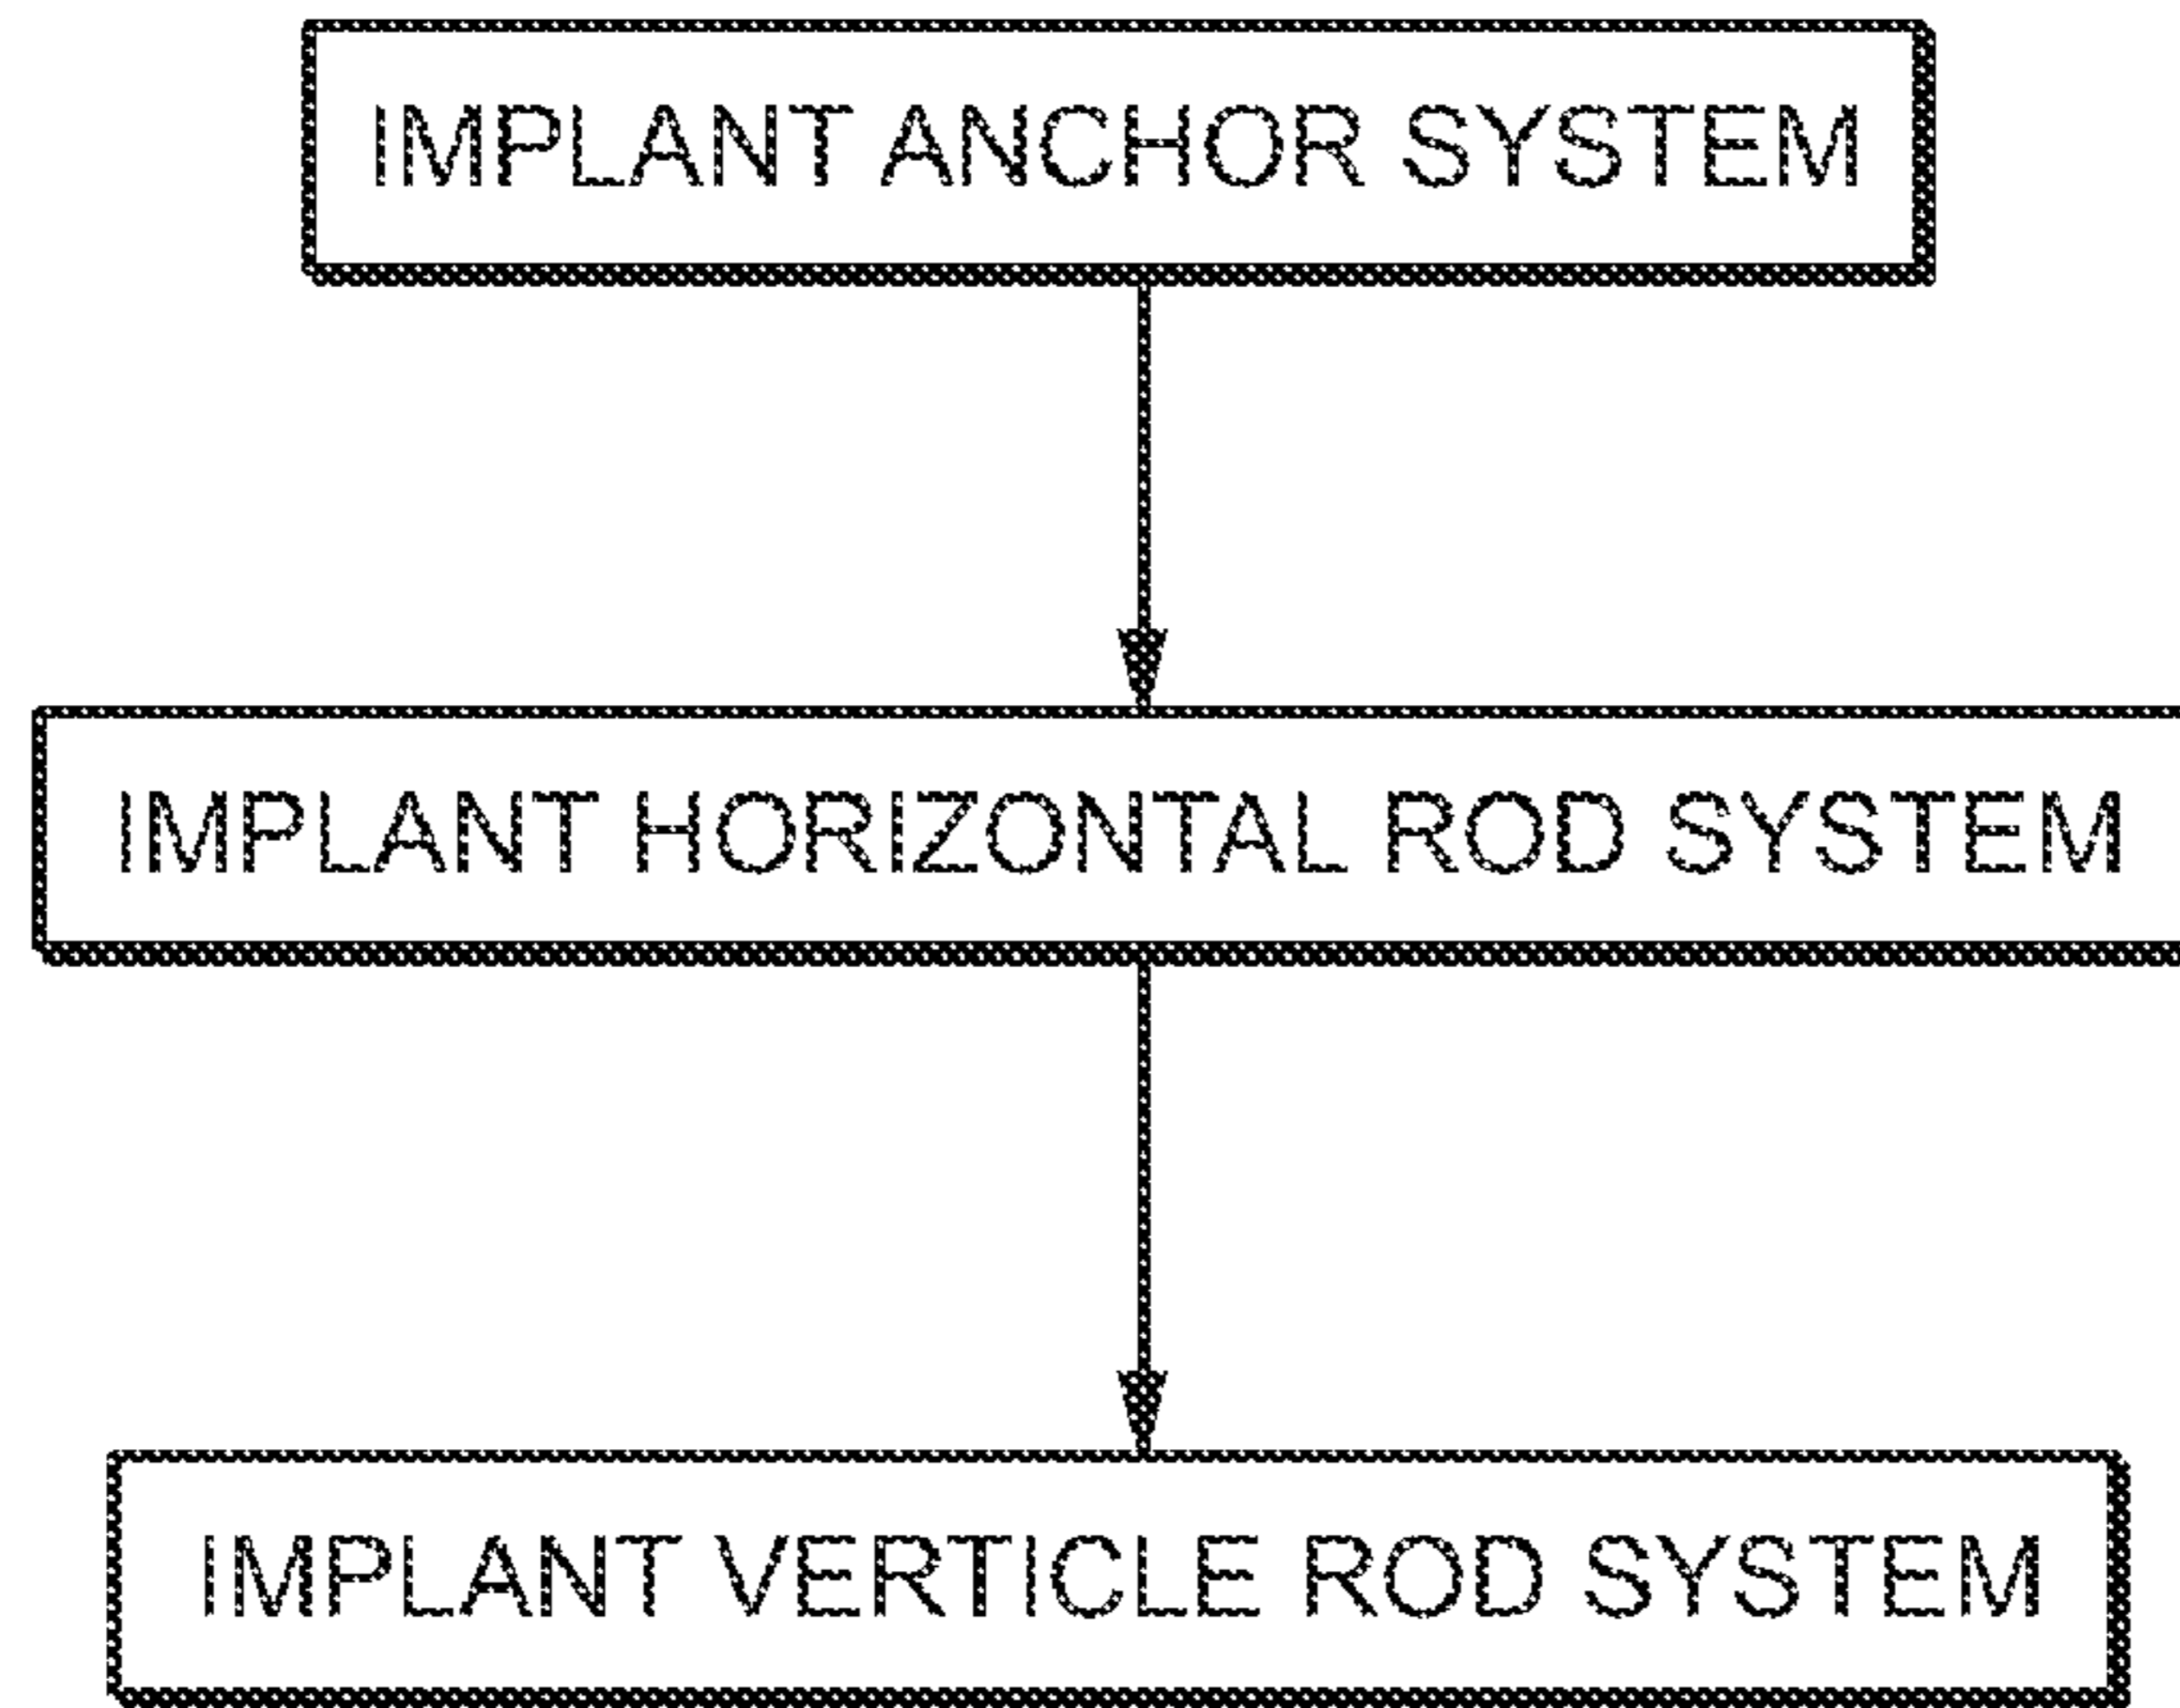 IMPLANT ANCHOR SYSTEM
IMPLANT HORIZONTAL ROD SYSTEM
IMPLANT VERTICLE ROD SYSTEM